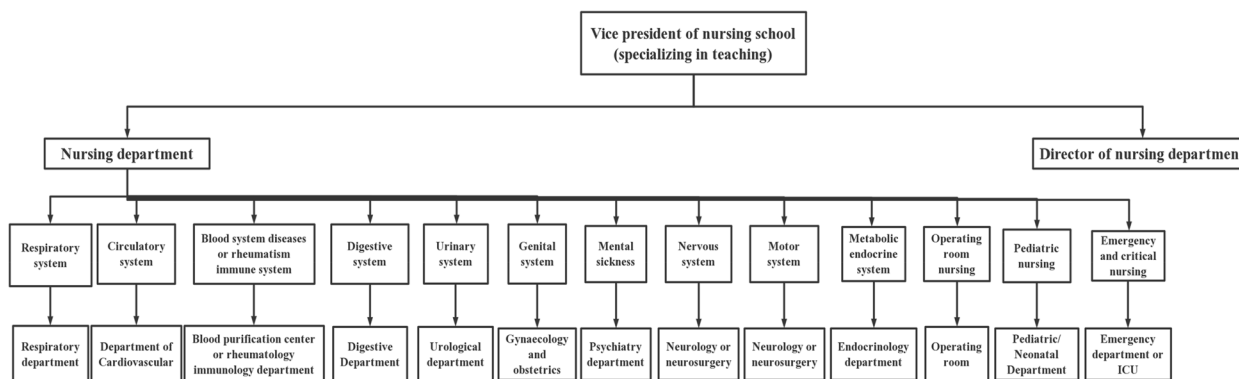 Vice president of nursing school
(specializing in teaching)
Nursing department
Director of nursing department
Respiratory
system
Circulatory
system
Blood system diseases
or rheumatism
immune system
Digestive
system
Urinary
system
Genital
system
Mental
sickness
Nervous
system
Motor
system
Metabolic
endocrine
system
Operating
room
nursing
Pediatric
nursing
Emergency
and critical
nursing
Respiratory
department
Department of
Cardiovascular
Blood purification center
or rheumatology
immunology department
Digestive
Department
Urological
department
Gynaecology
and
obstetrics
Psychiatry
department
Neurology or
neurosurgery
Neurology or
neurosurgery
Endocrinology
department
Operating
room
Pediatric/
Neonatal
Department
Emergency
department or
ICU